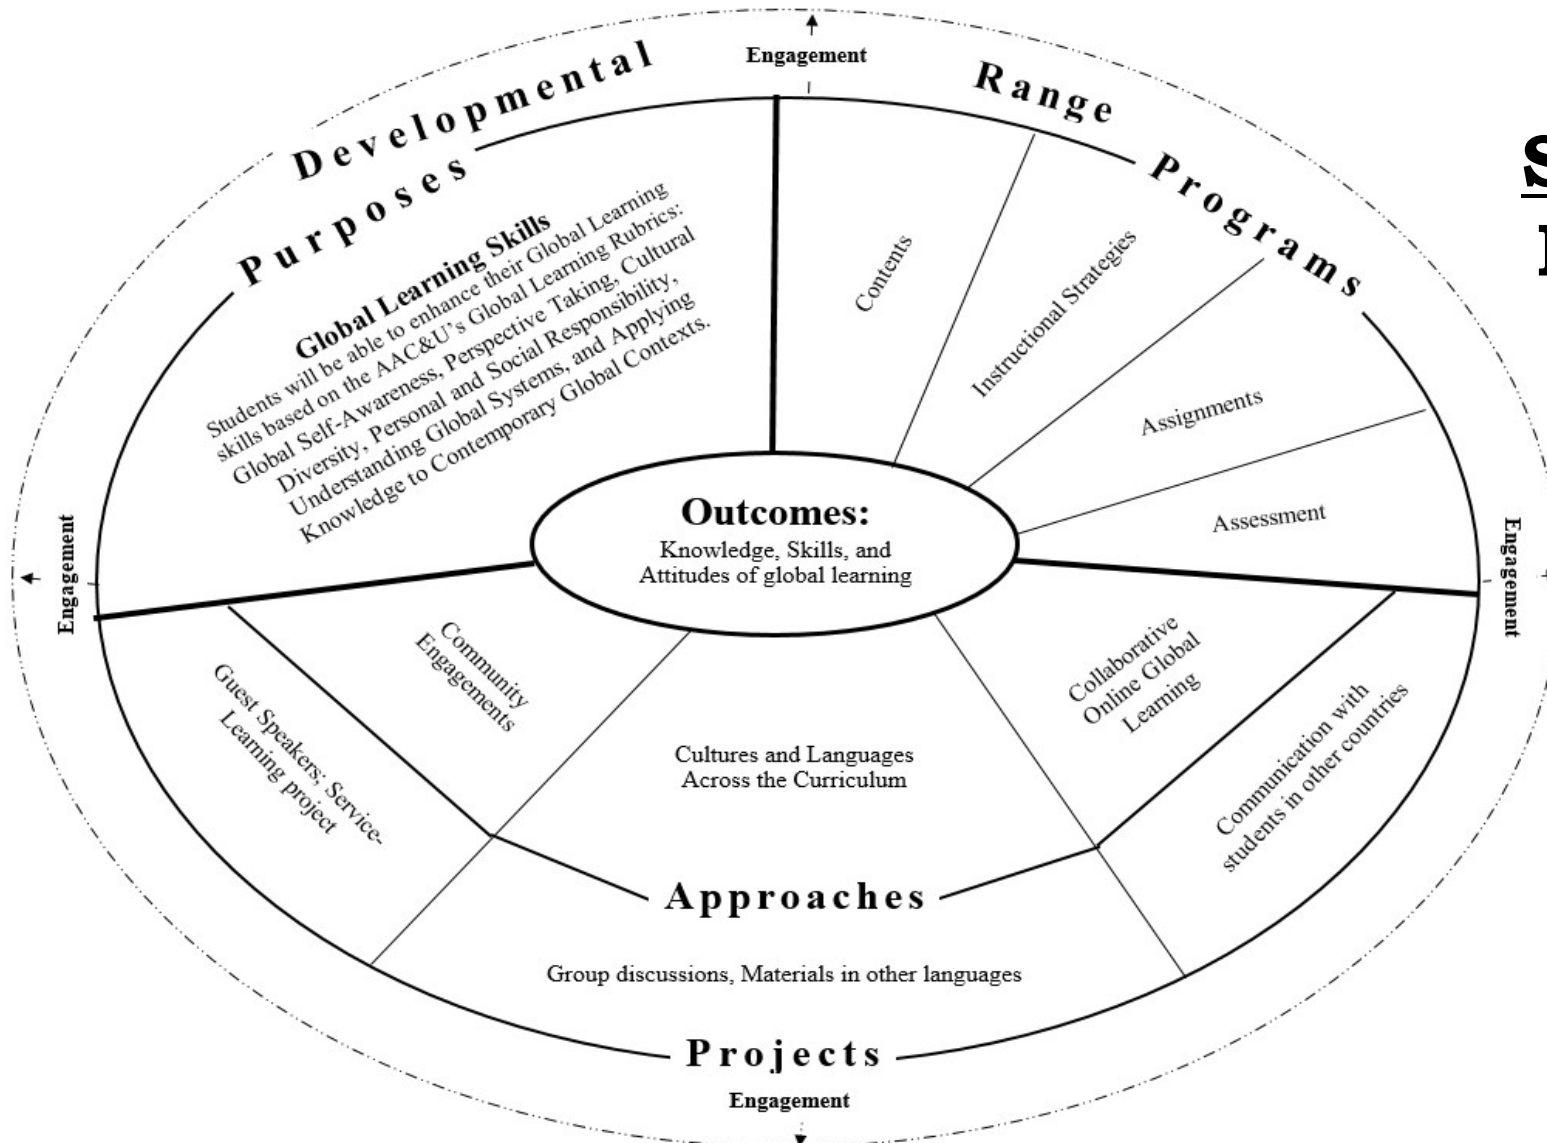 Engagement
Developmental
Range
Purposes
Programs
Global Learning Skills
Students will be able to enhance their Global Learning
skills based on the AAC&U's Global Learning Rubrics:
Global Self-Awareness, Perspective Taking, Cultural
Diversity, Personal and Social Responsibility,
Understanding Global Systems, and Applying
Knowledge to Contemporary Global Contexts.
Contents
Instructional Strategies
Assignments
Assessment
Outcomes:
Knowledge, Skills, and
Attitudes of global learning
Engagement
Engagement
Community
Engagements
Guest Speakers; Service-
Learning project
Cultures and Languages
Across the Curriculum
Collaborative
Online Global
Learning
Communication with
students in other countries
Approaches
Group discussions, Materials in other languages
Projects
Engagement